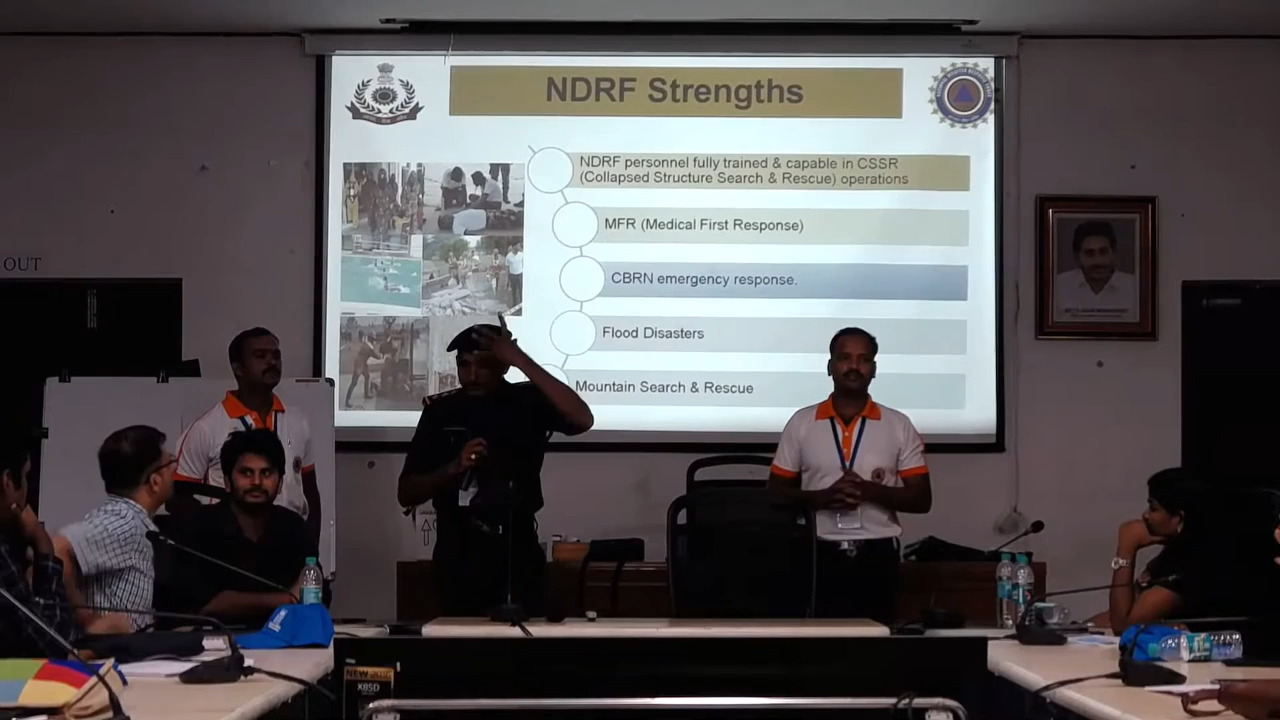 NDRF Strengths
NDRF personnel fully trained & capable in CSSR
(Collapsed Structure Search & Rescue) operations
MFR (Medical First Response)
CBRN emergency response.
Flood Disasters
Mountain Search & Rescue
OUT
X85D